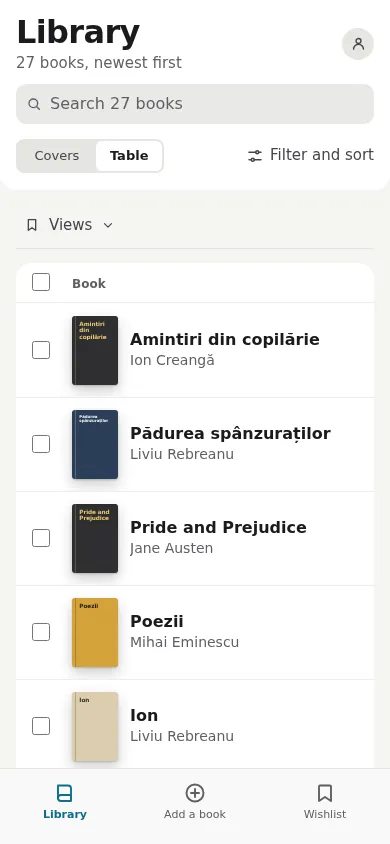 Library
27 books, newest first
Search 27 books
Covers
Table
Filter and sort
Views
Book
Amintiri
din
copilărie
Amintiri din copilărie
Ion Creangă
Pădurea
spânzuraților
Pădurea spânzuraților
Liviu Rebreanu
Pride and
Prejudice
Pride and Prejudice
Jane Austen
Poezii
Poezii
Mihai Eminescu
Ion
Ion
Liviu Rebreanu
Library
Add a book
Wishlist